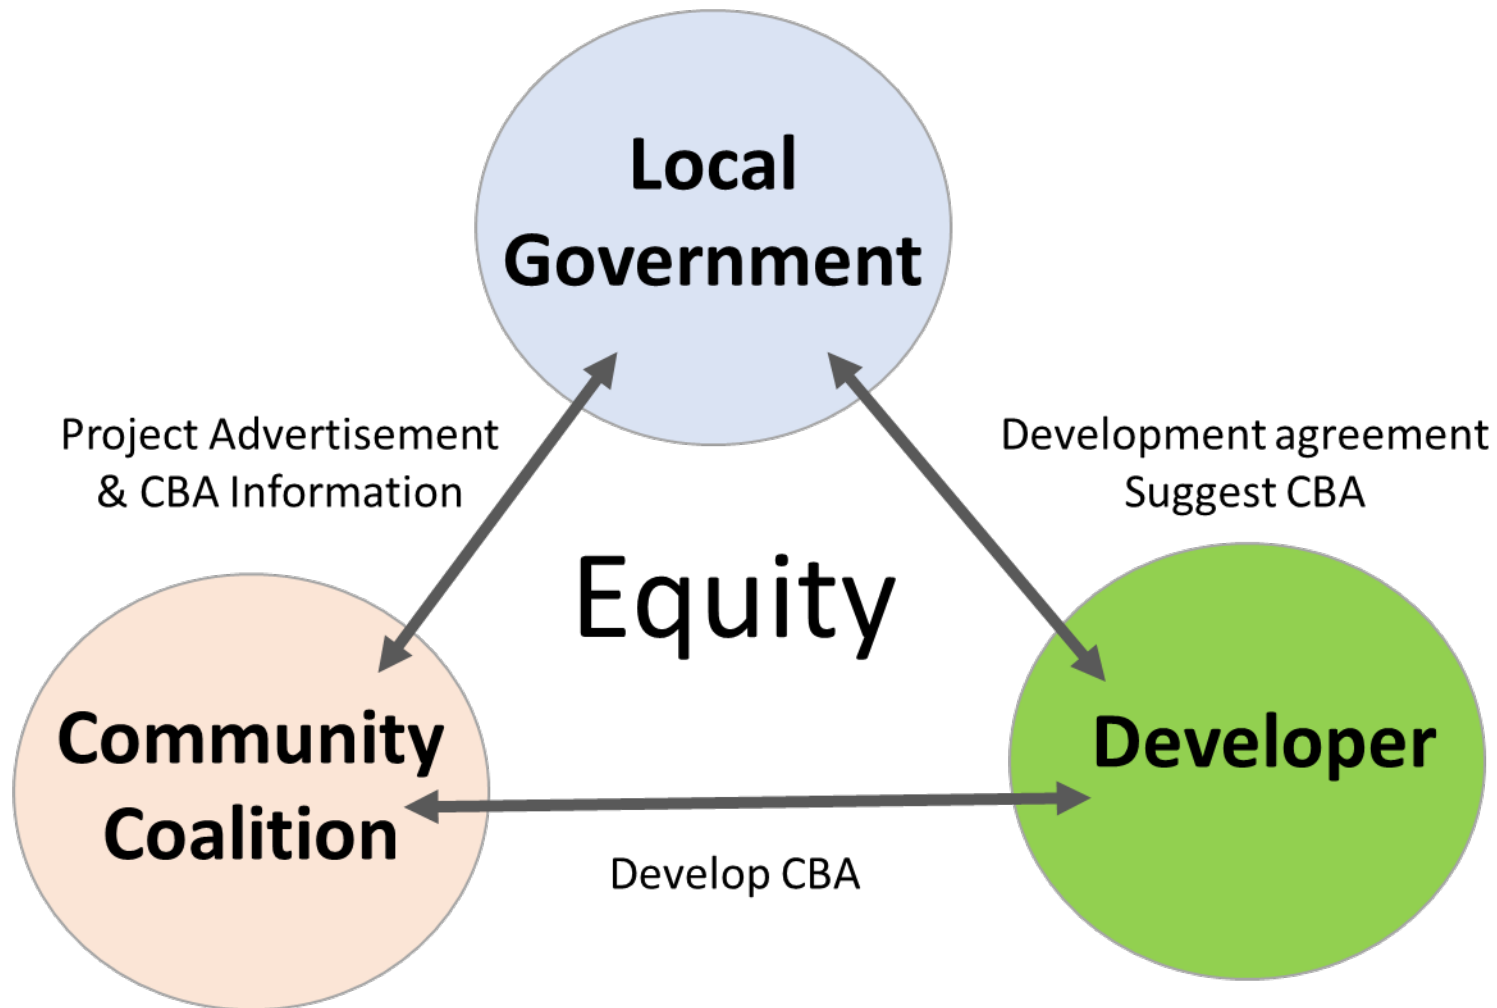 Local
Government
Project Advertisement
& CBA Information
Development agreement
Suggest CBA
Equity
Community
Coalition
Developer
Develop CBA